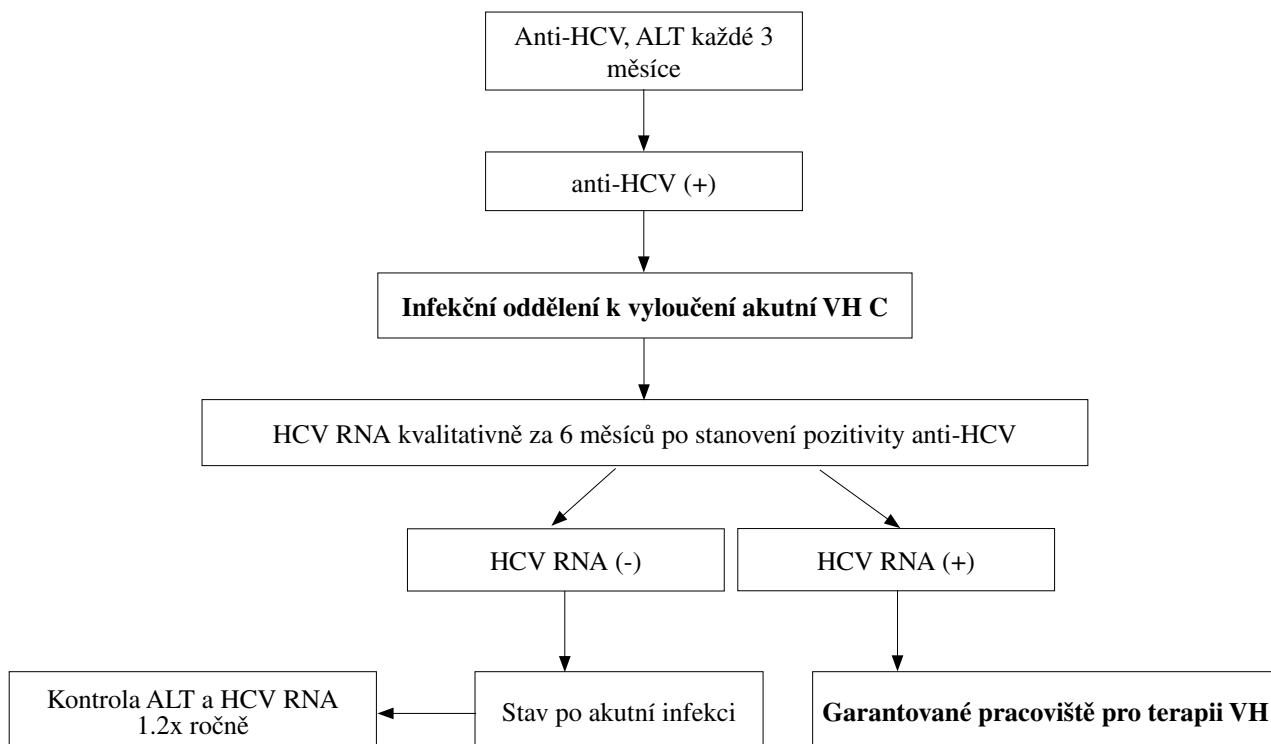 Anti-HCV, ALT každé 3
měsíce
anti-HCV (+)
Infekční oddělení k vyloučení akutní VH C
HCV RNA kvalitativně za 6 měsíců po stanovení pozitivity anti-HCV
HCV RNA (-)
HCV RNA (+)
Kontrola ALT a HCV RNA
1.2x ročně
Stav po akutní infekci
Garantované pracoviště pro terapii VH